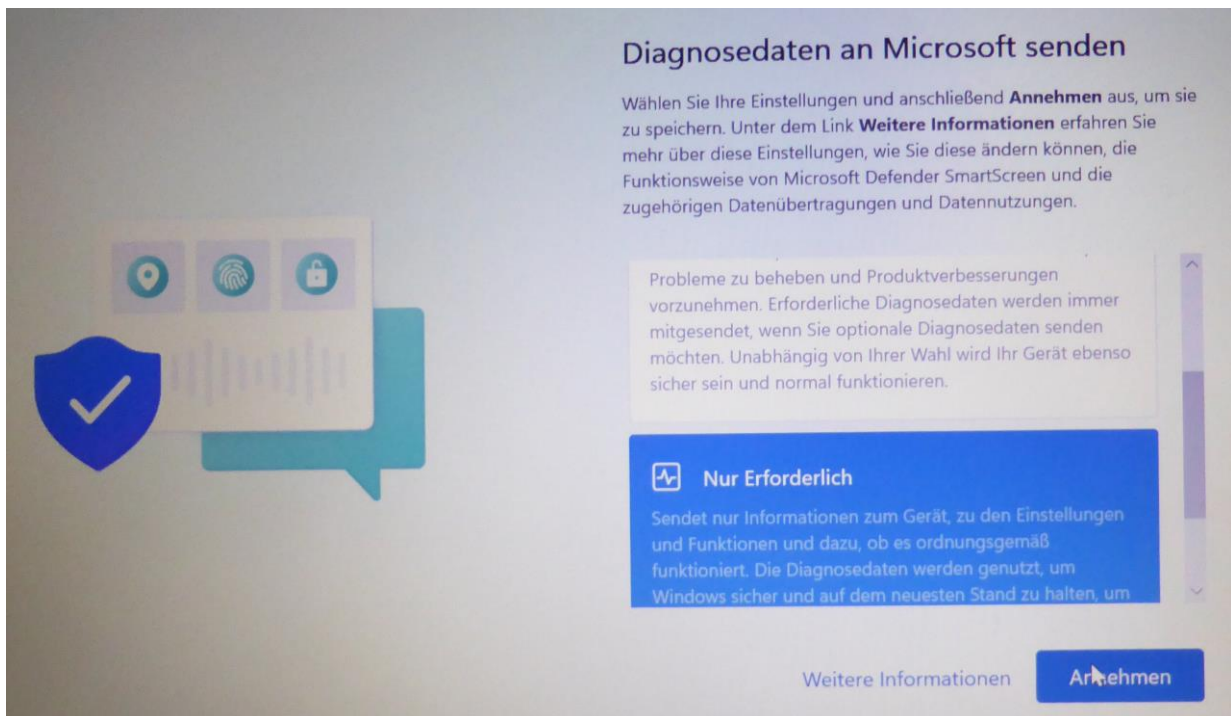 Diagnosedaten an Microsoft senden
Wählen Sie Ihre Einstellungen und anschließend Annehmen aus, um sie
zu speichern. Unter dem Link Weitere Informationen erfahren Sie
mehr über diese Einstellungen, wie Sie diese ändern können, die
Funktionsweise von Microsoft Defender SmartScreen und die
zugehörigen Datenübertragungen und Datennutzungen.
Probleme zu beheben und Produktverbesserungen
vorzunehmen. Erforderliche Diagnosedaten werden immer
mitgesendet, wenn Sie optionale Diagnosedaten senden
möchten. Unabhängig von Ihrer Wahl wird Ihr Gerät ebenso
sicher sein und normal funktionieren.
Nur Erforderlich
Sendet nur Informationen zum Gerät, zu den Einstellungen
und Funktionen und dazu, ob es ordnungsgemäß
funktioniert. Die Diagnosedaten werden genutzt, um
Windows sicher und auf dem neuesten Stand zu halten, um
Weitere Informationen
Annehmen